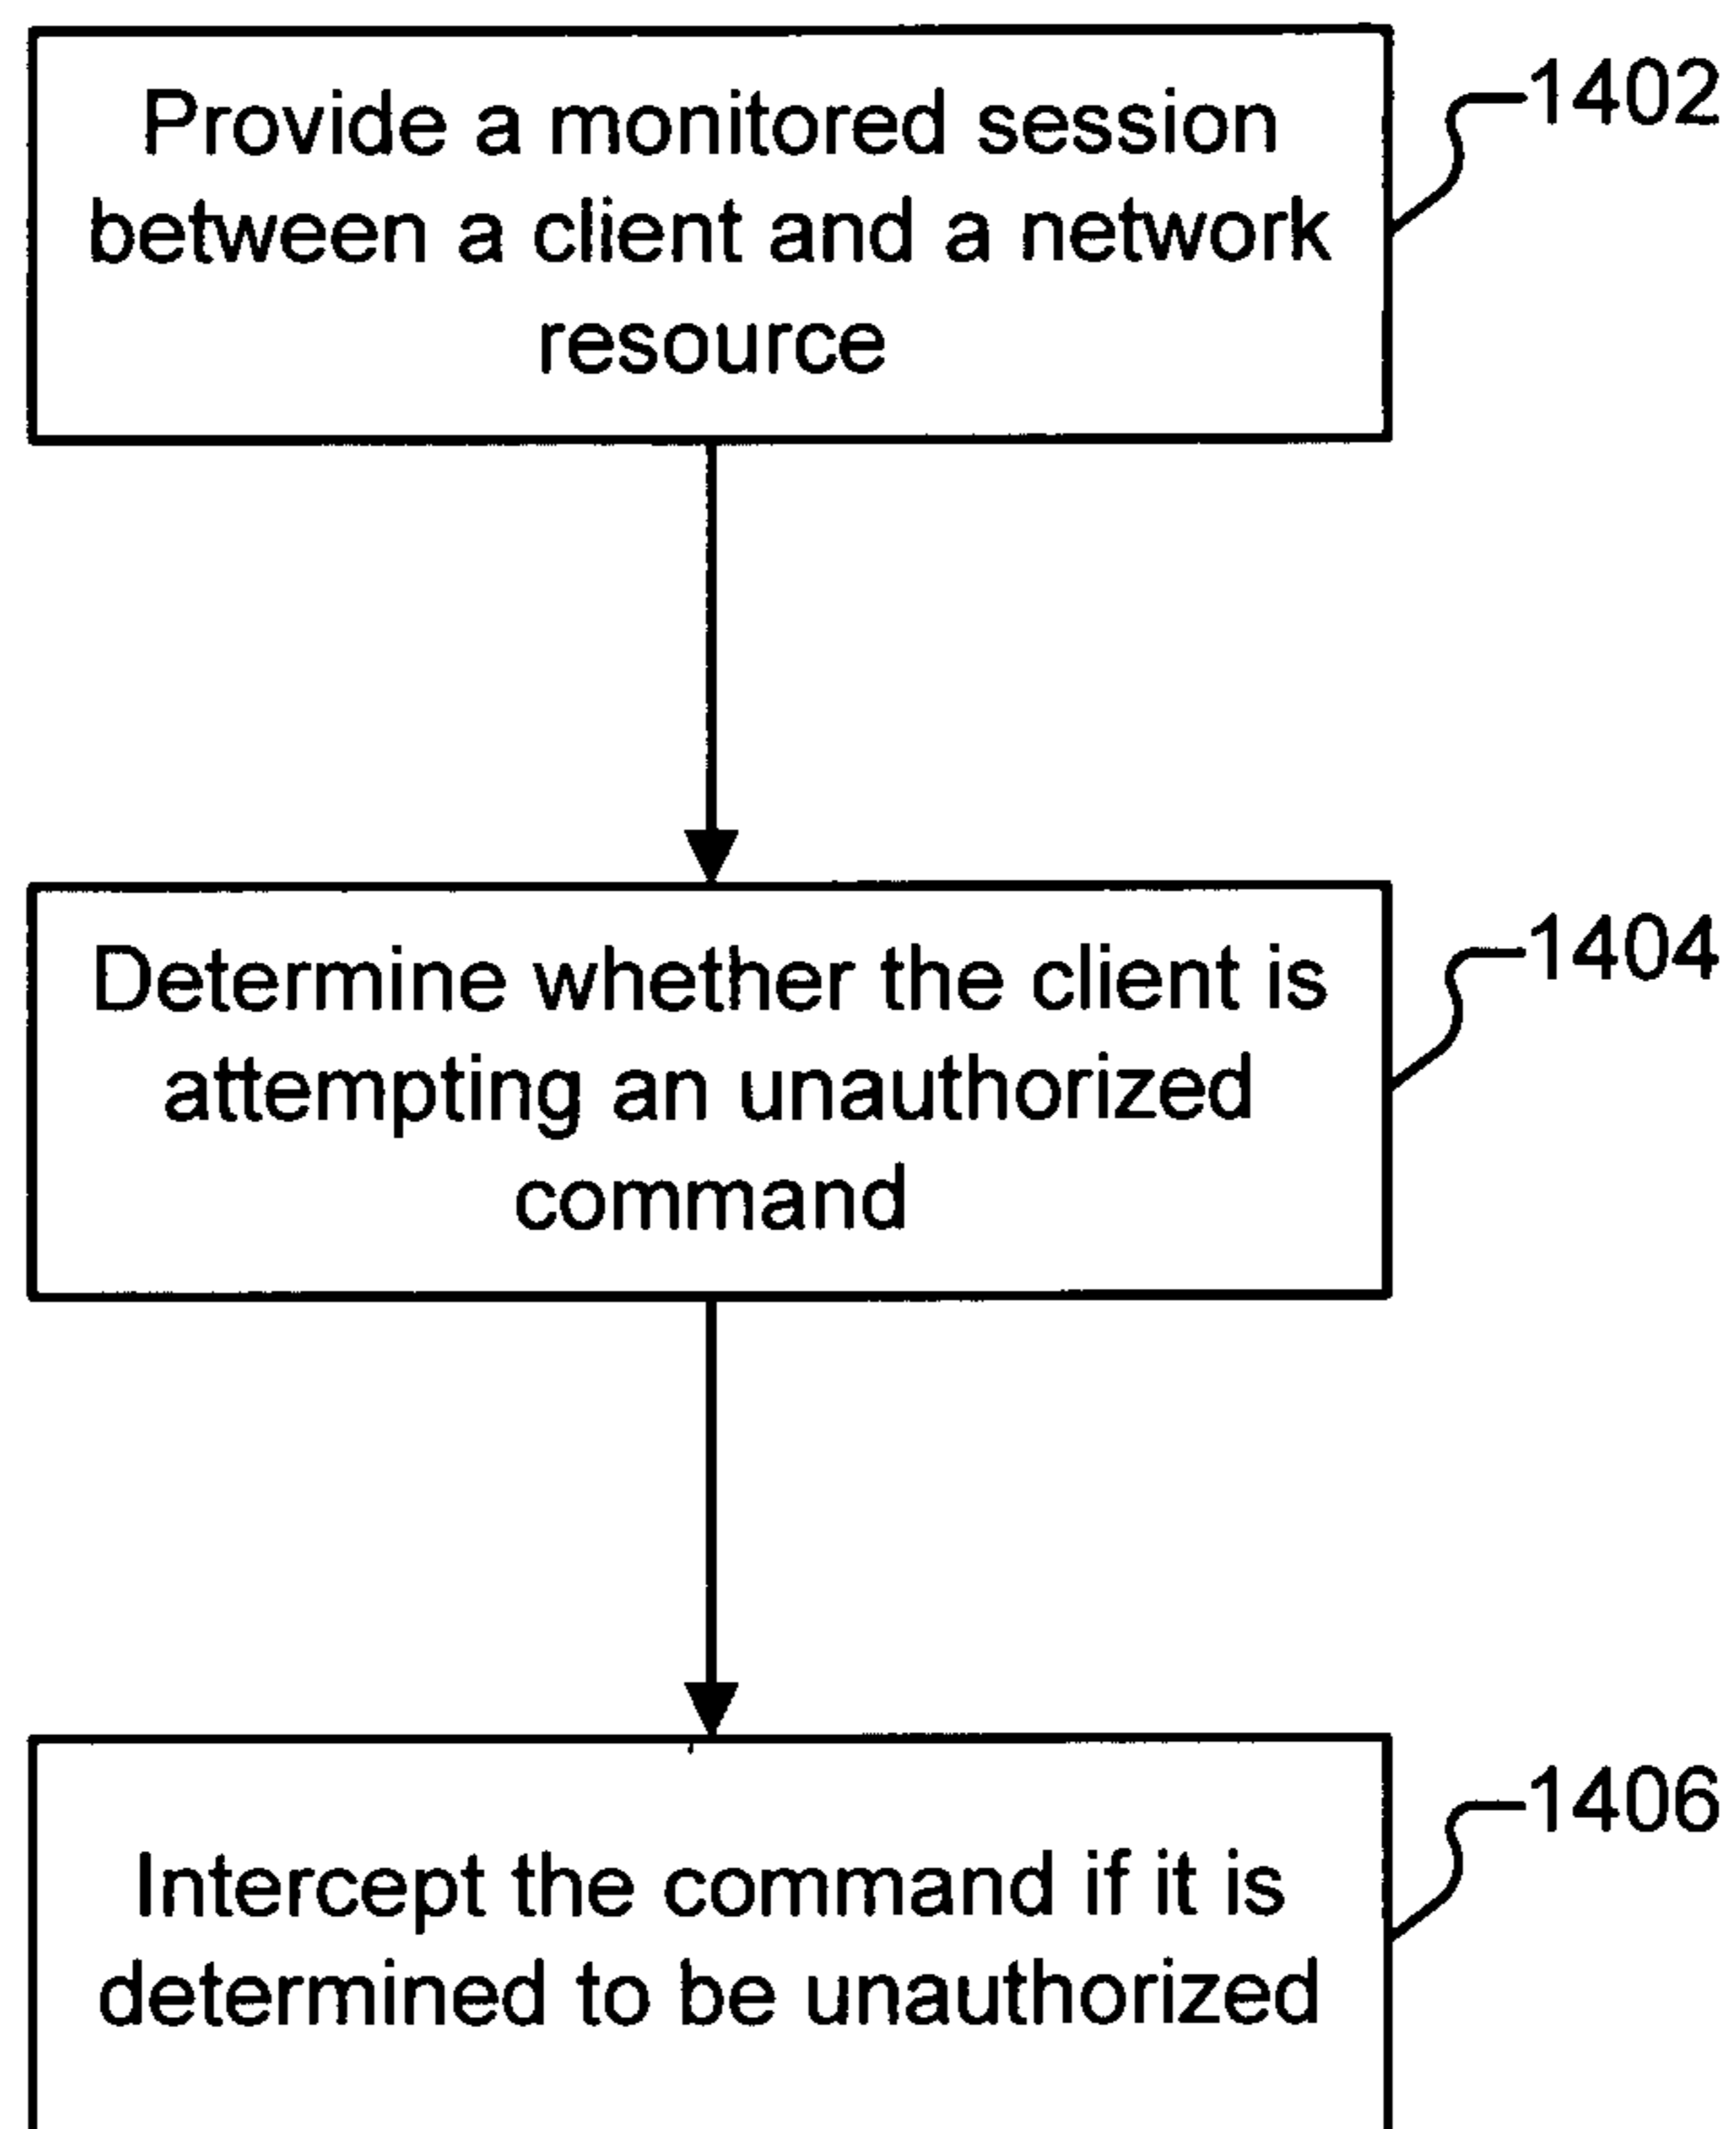 Provide a monitored session
between a client and a network
resource
1402
Determine whether the client is
attempting an unauthorized
command
1404
Intercept the command if it is
determined to be unauthorized
1406